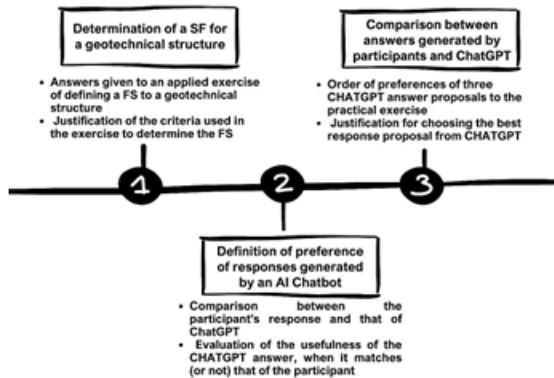 Determination of a SF for
a geotechnical structure
• Answers given to an applied exercise
of defining a FS to a geotechnical
structure
• Justification of the criteria used in
the exercise to determine the FS
Comparison between
answers generated by
participants and ChatGPT
• Order of preferences of three
CHATGPT answer proposals to the
practical exercise
• Justification for choosing the best
response proposal from CHATGPT
1
2
3
Definition of preference
of responses generated
by an AI Chatbot
• Comparison between the
participant's response and that of
ChatGPT
• Evaluation of the usefulness of the
CHATGPT answer, when it matches
(or not) that of the participant